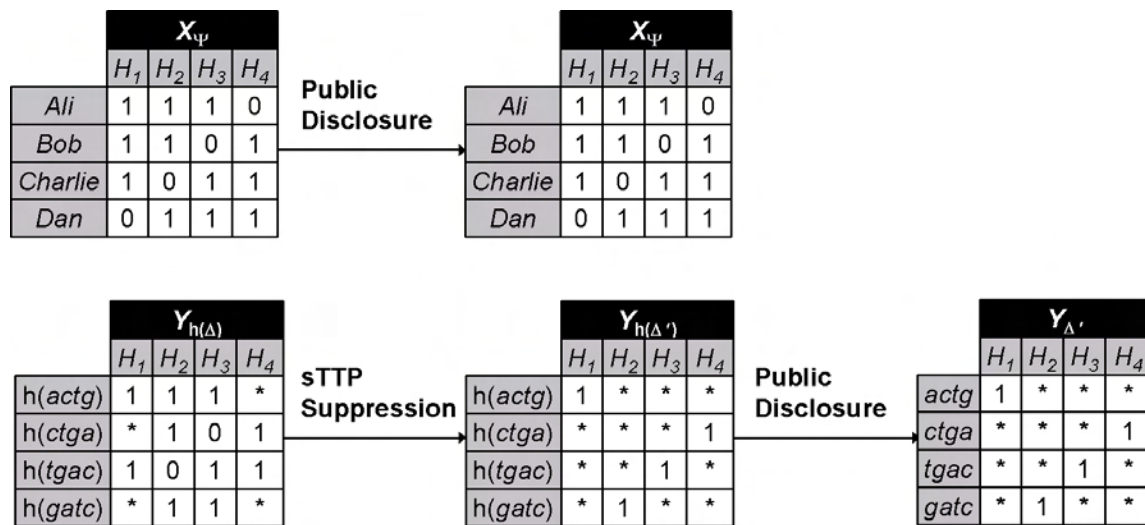 XΨ XΨ
H1 H2 H3 H4 H1 H2 H3 H4
Ali 1 1 1 0 Public Disclosure Ali 1 1 1 0
Bob 1 1 0 1 Bob 1 1 0 1
Charlie 1 0 1 1 Charlie 1 0 1 1
Dan 0 1 1 1 Dan 0 1 1 1
Yh(Δ) Yh(Δ') YΔ'
H1 H2 H3 H4 H1 H2 H3 H4 H1 H2 H3 H4
h(actg) 1 1 1 * sTTP Suppression h(actg) 1 * * * Public Disclosure actg 1 * * *
h(ctga) * 1 0 1 h(ctga) * * * 1 ctga * * * 1
h(tgac) 1 0 1 1 h(tgac) * * 1 * tgac * * 1 *
h(gatc) * 1 1 * h(gatc) * 1 * * gatc * 1 * *